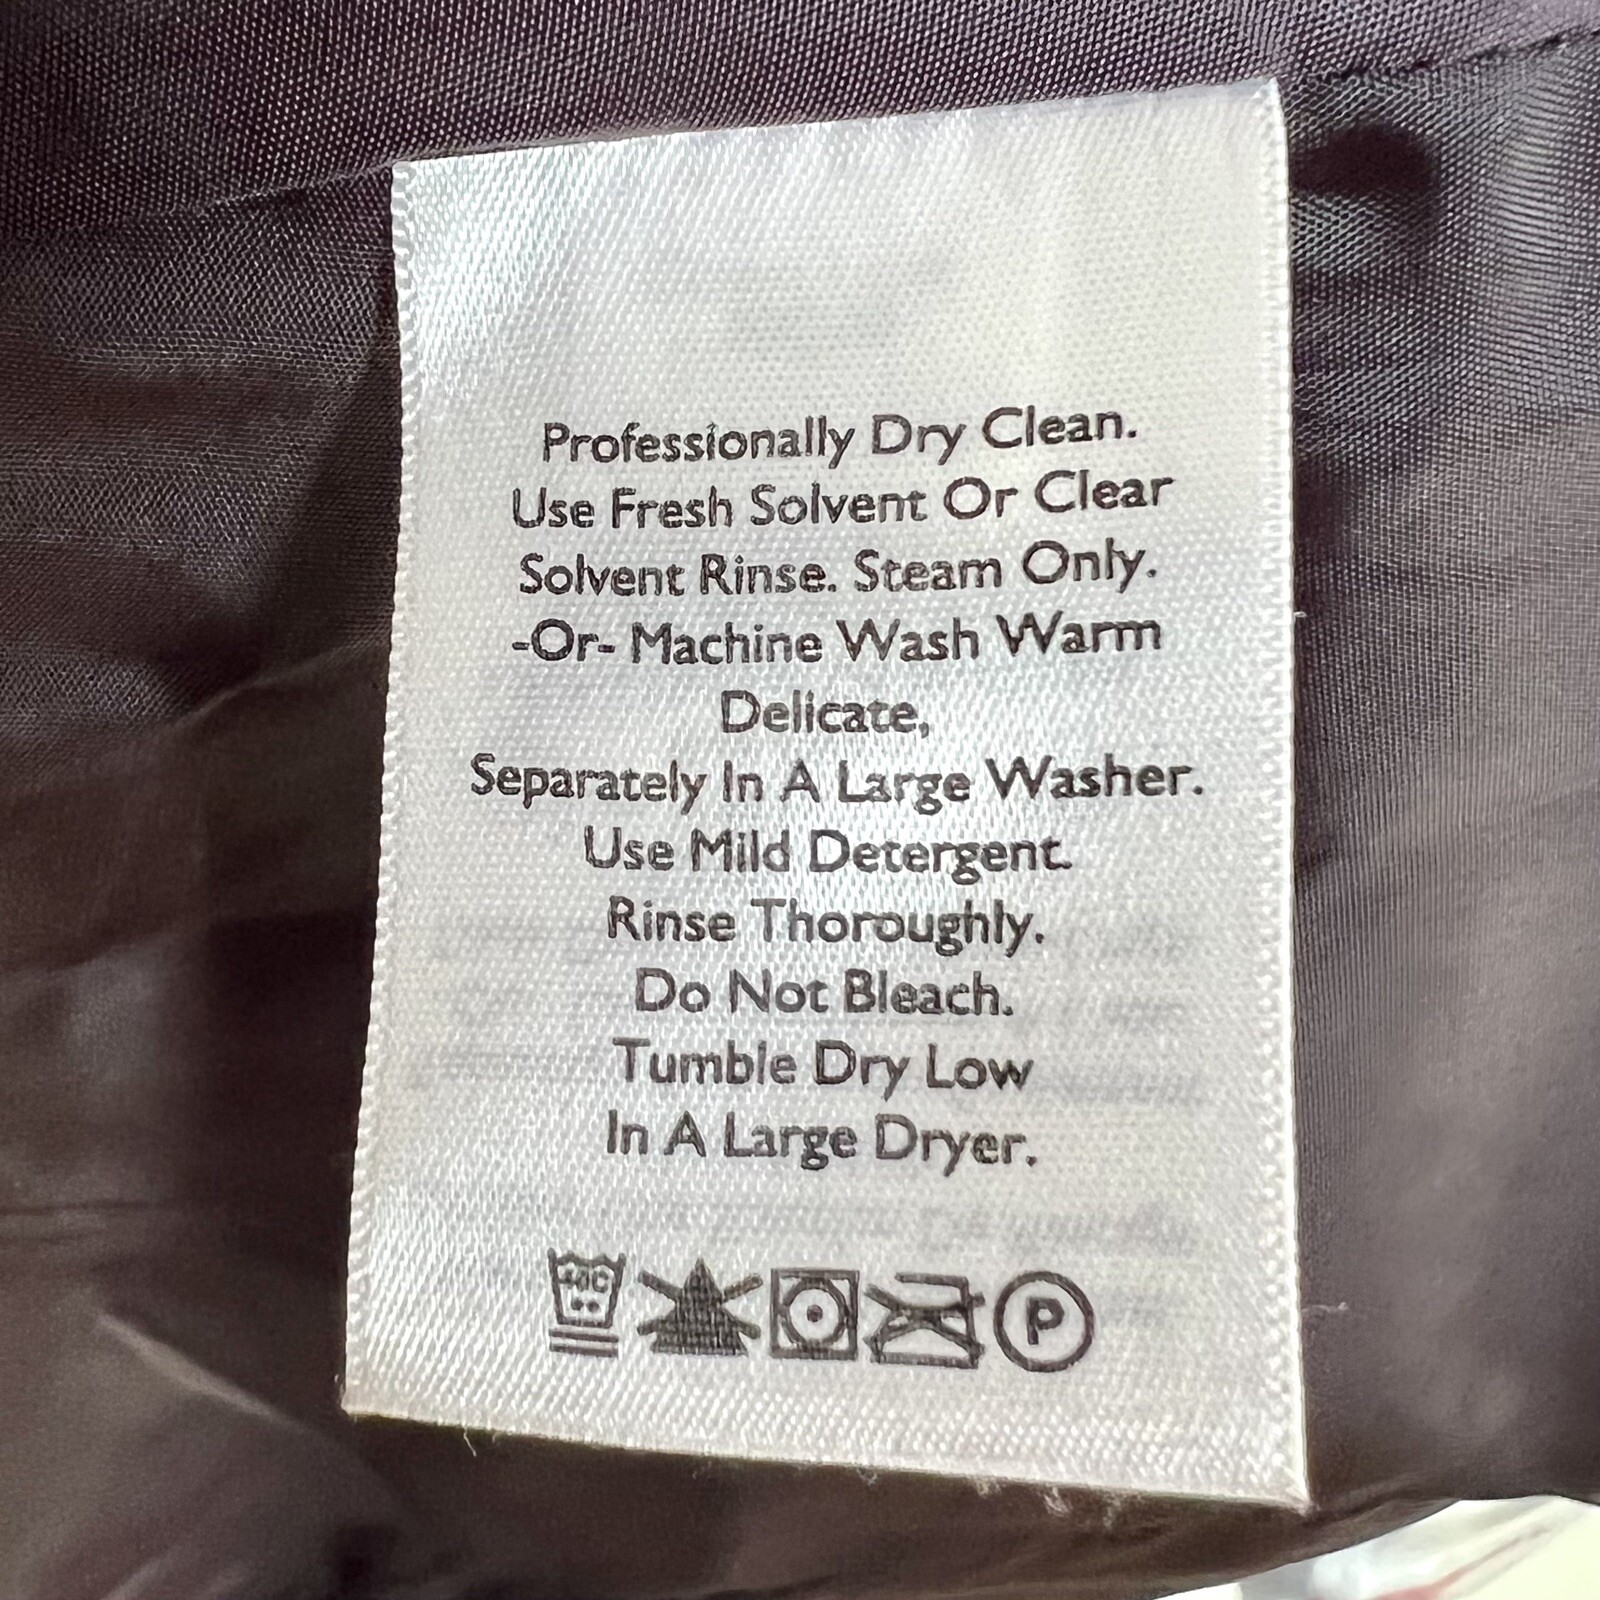 Professionally Dry Clean.
Use Fresh Solvent Or Clear
Solvent Rinse. Steam Only.
-Or- Machine Wash Warm
Delicate,
Separately In A Large Washer.
Use Mild Detergent.
Rinse Thoroughly.
Do Not Bleach.
Tumble Dry Low
In A Large Dryer.
40C
P